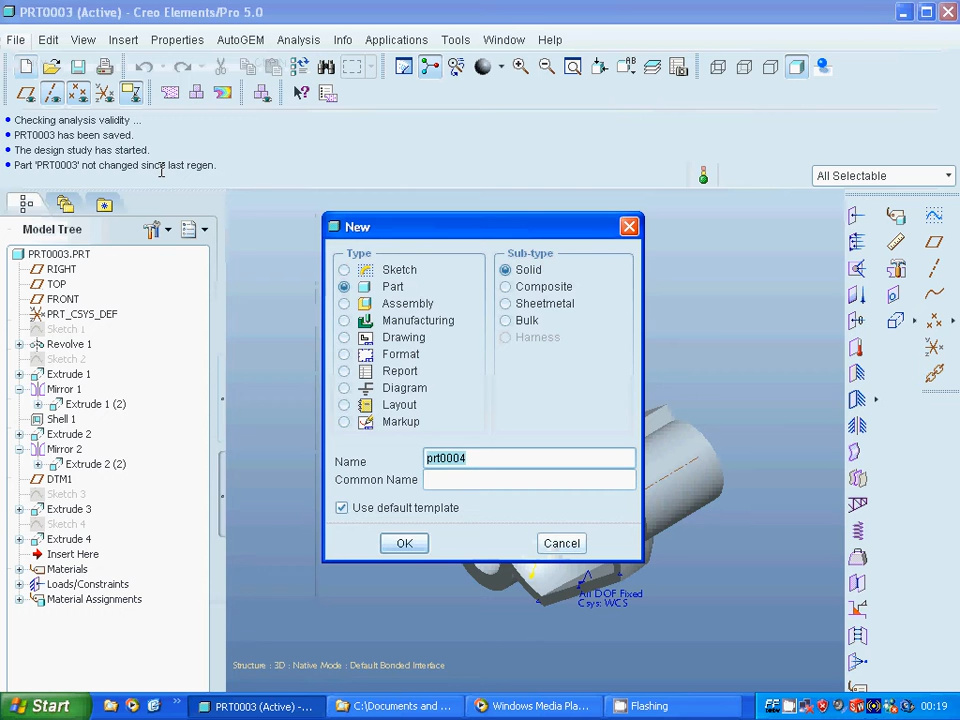 PRT0003 (Active) - Creo Elements/Pro 5.0
File Edit View Insert Properties AutoGEM Analysis Info Applications Tools Window Help
Checking analysis validity ...
PRT0003 has been saved.
The design study has started.
Part 'PRT0003' not changed since last regen.
All Selectable
Model Tree
PRT0003.PRT
RIGHT
TOP
FRONT
PRT_CSYS_DEF
Sketch 1
Revolve 1
Sketch 2
Extrude 1
Mirror 1
Extrude 1 (2)
Shell 1
Extrude 2
Mirror 2
Extrude 2 (2)
DTM1
Sketch 3
Extrude 3
Sketch 4
Extrude 4
Insert Here
Materials
Loads/Constraints
Material Assignments
New
Type
Sketch
Part
Assembly
Manufacturing
Drawing
Format
Report
Diagram
Layout
Markup
Sub-type
Solid
Composite
Sheetmetal
Bulk
Harness
Name prt0004
Common Name
Use default template
OK Cancel
All DOF Fixed
Csys: WCS
Structure : 3D : Native Mode : Default Bonded Interface
Start PRT0003 (Active) -... C:\Documents and ... Windows Media Pla... Flashing 00:19